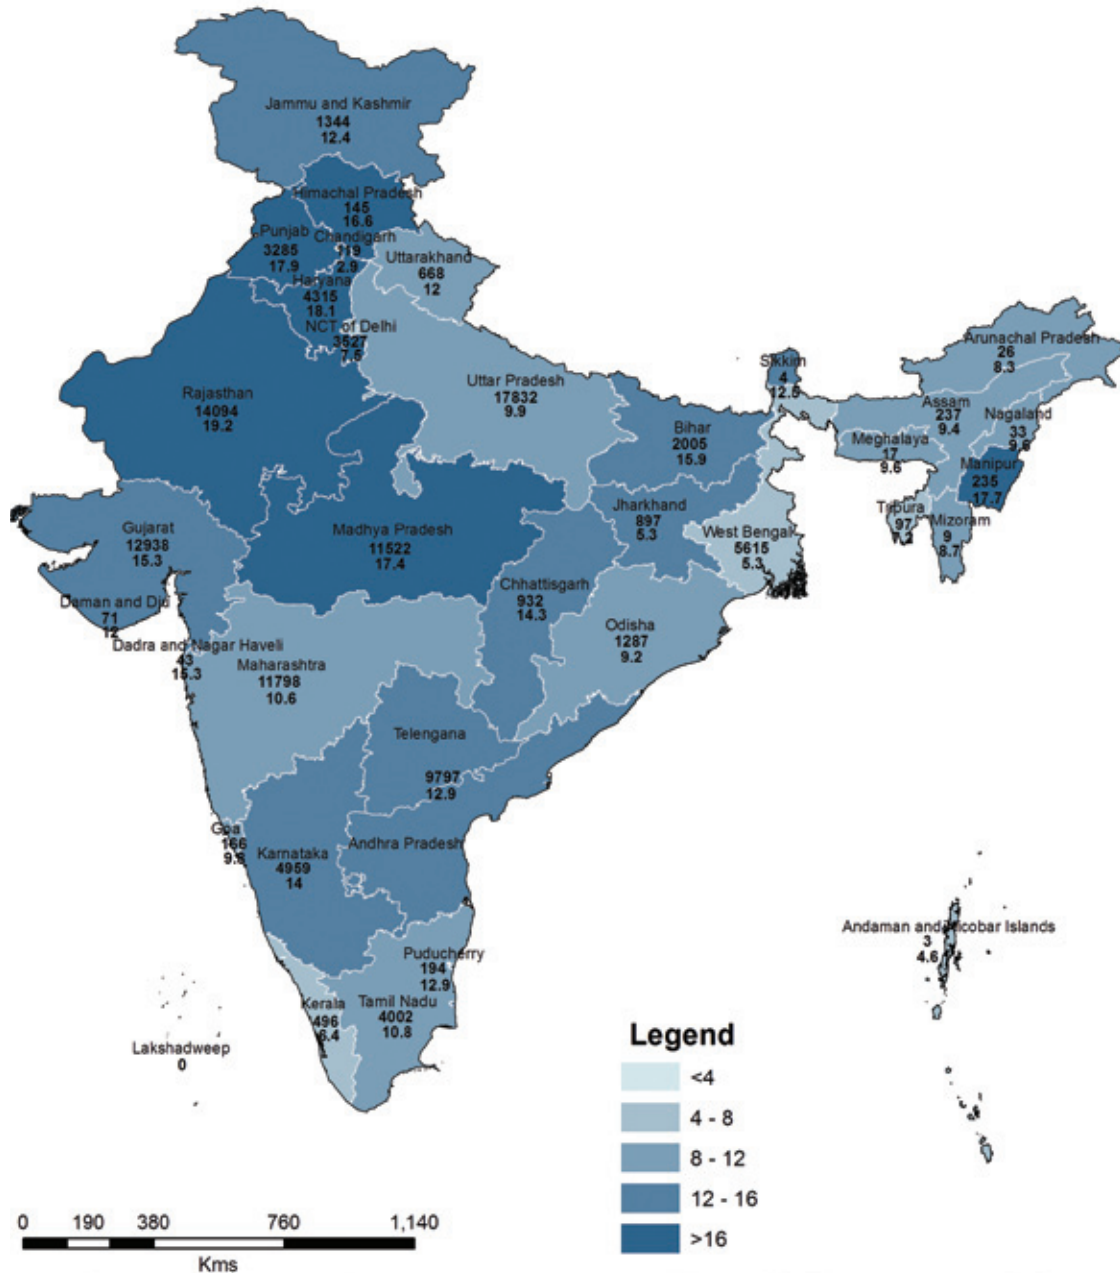 Jammu and Kashmir
1344
12.4
Himachal Pradesh
145
16.6
Punjab
3285
17.9
Chandigarh
119
2.9
Uttarakhand
668
12
Haryana
4315
18.1
NCT of Delhi
3527
7.5
Rajasthan
14094
19.2
Uttar Pradesh
17832
9.9
Bihar
2005
15.9
Sikkim
4
12.5
Arunachal Pradesh
26
8.3
Assam
237
9.4
Nagaland
33
9.6
Meghalaya
17
9.6
Manipur
235
17.7
Tripura
97
7.2
Mizoram
9
8.7
Gujarat
12938
15.3
Madhya Pradesh
11522
17.4
Jharkhand
897
5.3
West Bengal
5615
5.3
Chhattisgarh
932
14.3
Daman and Diu
71
12
Dadra and Nagar Haveli
43
15.3
Maharashtra
11798
10.6
Odisha
1287
9.2
Telengana
9797
12.9
Andhra Pradesh
Goa
166
Karnataka
4959
14
Puducherry
194
12.9
Kerala
496
6.4
Tamil Nadu
4002
10.8
Lakshadweep
0
Andaman and Nicobar Islands
3
4.6
Legend
<4
4 - 8
8 - 12
12 - 16
>16
0 190 380 760 1,140
Kms